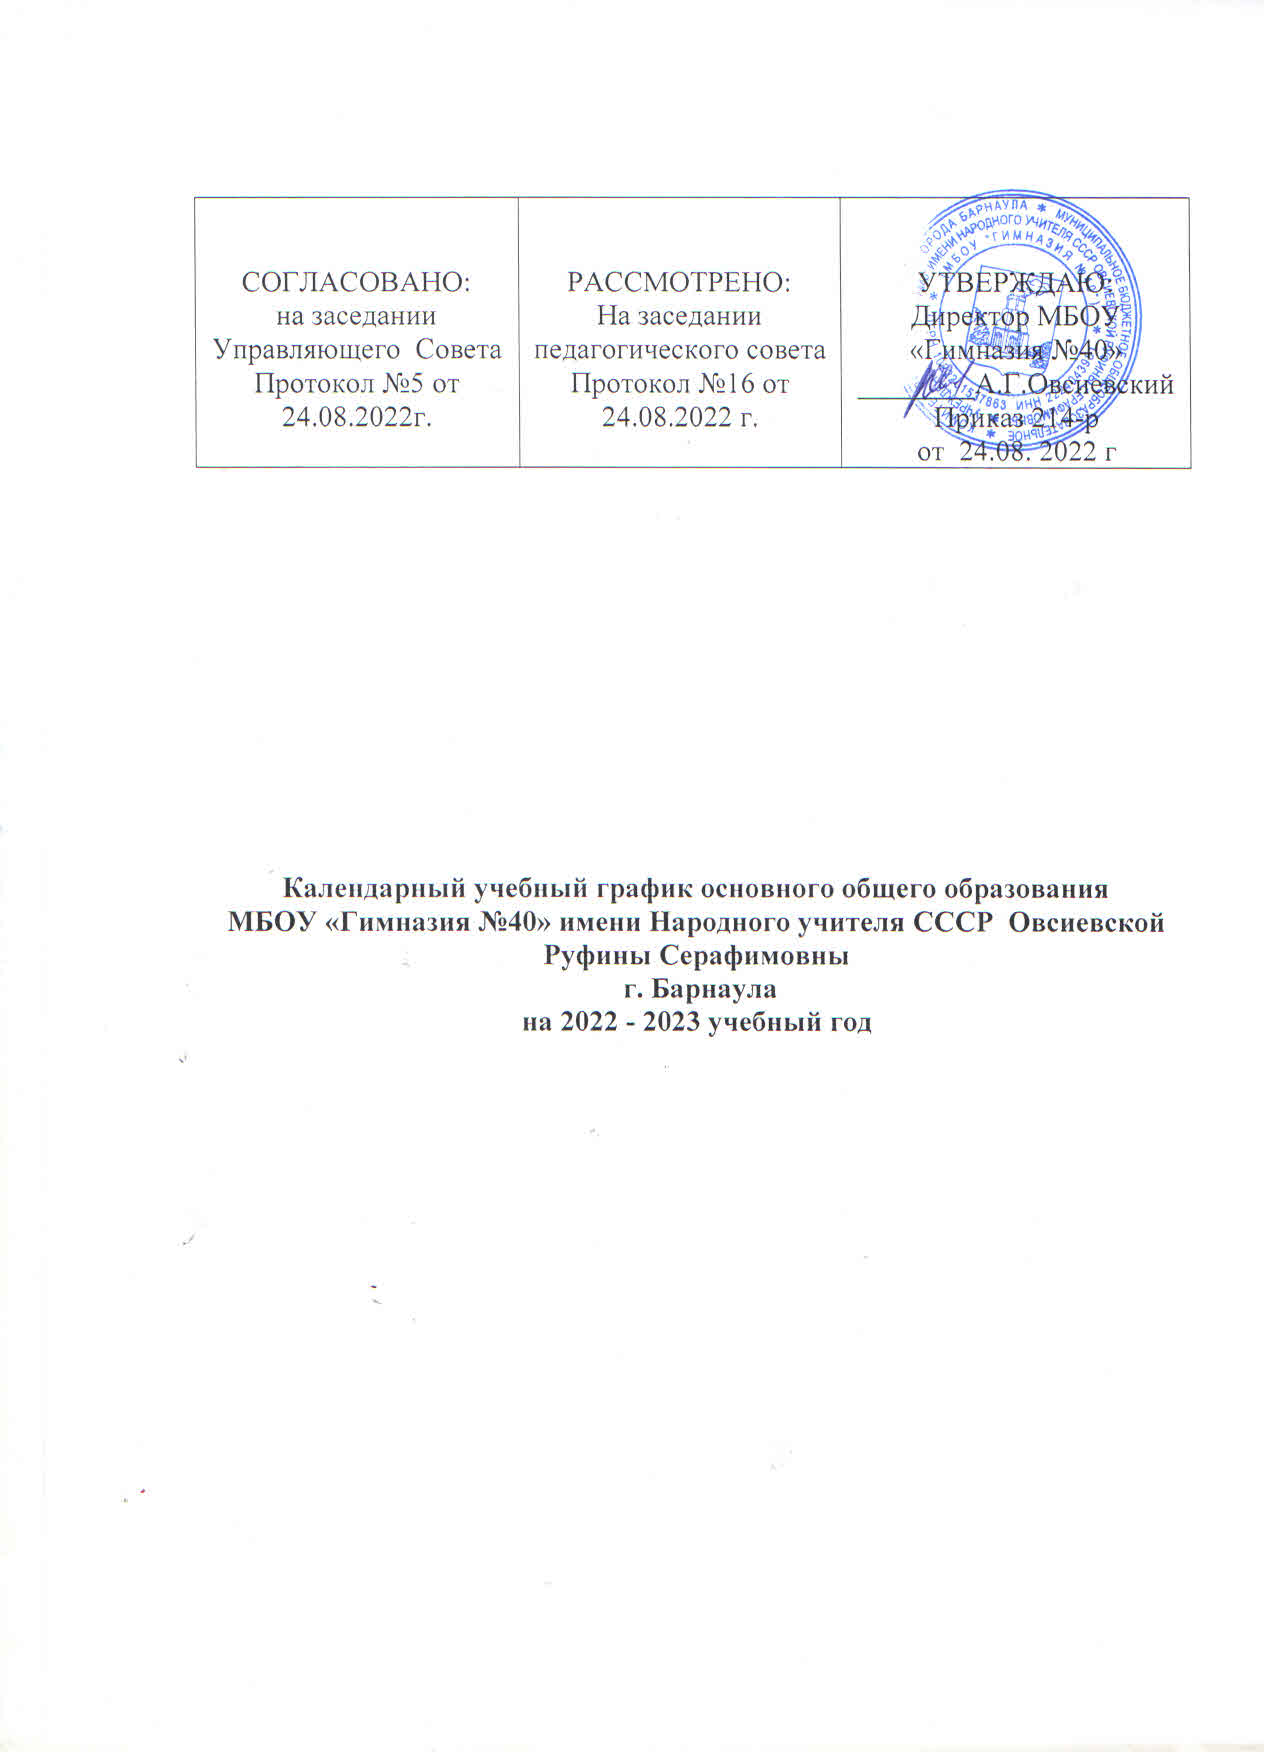 СОГЛАСОВАНО:
на заседании
Управляющего Совета
Протокол №5 от
24.08.2022г.
РАССМОТРЕНО:
На заседании
педагогического совета
Протокол №16 от
24.08.2022 г.
УТВЕРЖДАЮ:
Директор МБОУ
«Гимназия №40»
А.Г.Овсиевский
Приказ 214-р
от 24.08. 2022 г
Календарный учебный график основного общего образования
МБОУ «Гимназия №40» имени Народного учителя СССР Овсиевской
Руфины Серафимовны
г. Барнаула
на 2022 - 2023 учебный год